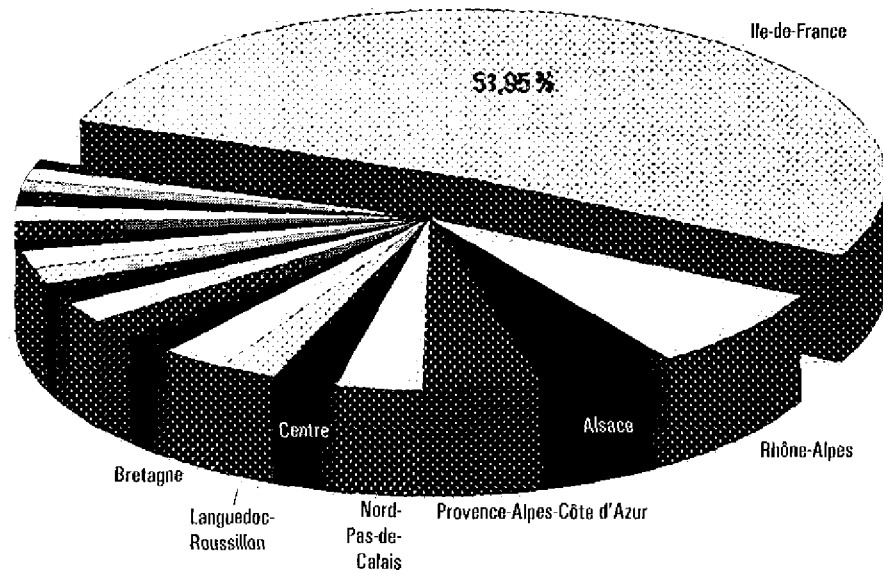 Ile-de-France
51,95 %
Centre
Alsace
Rhône-Alpes
Bretagne
Languedoc-
Roussillon
Nord-
Pas-de-
Calais
Provence-Alpes-Côte d'Azur